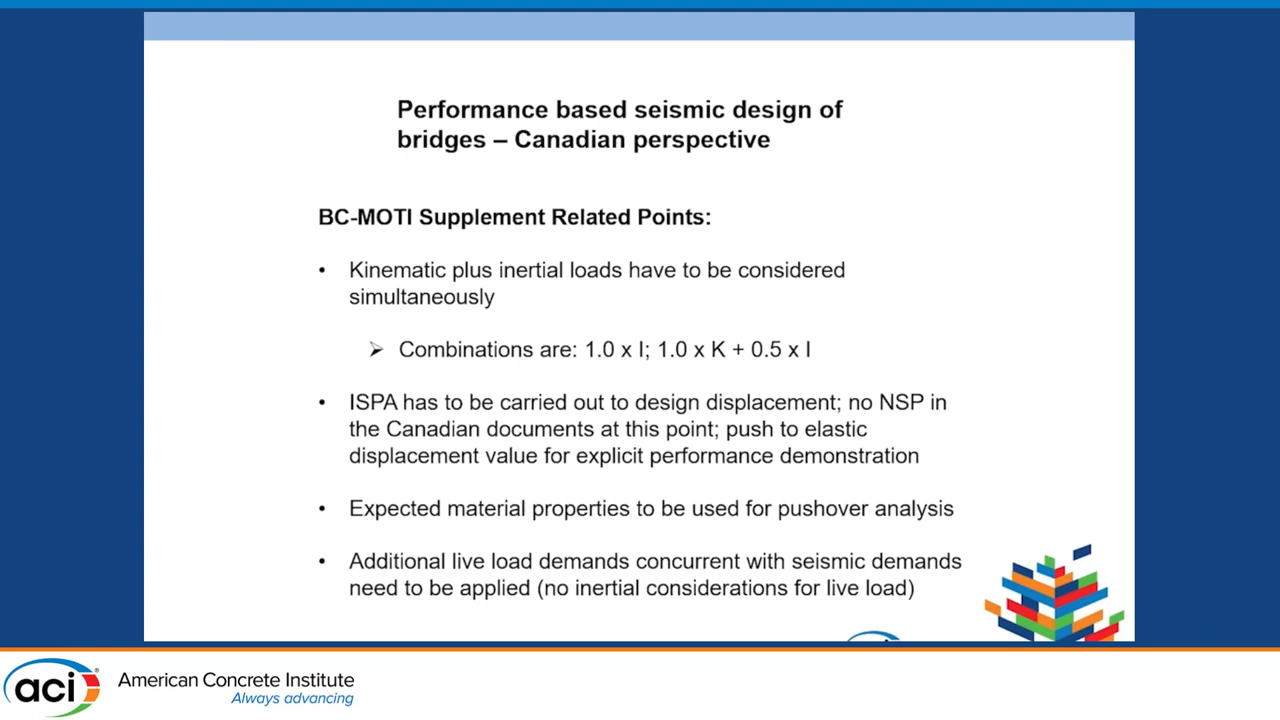 Performance based seismic design of
bridges – Canadian perspective
BC-MOTI Supplement Related Points:
• Kinematic plus inertial loads have to be considered
simultaneously
➢ Combinations are: 1.0 x I; 1.0 x K + 0.5 x I
• ISPA has to be carried out to design displacement; no NSP in
the Canadian documents at this point; push to elastic
displacement value for explicit performance demonstration
• Expected material properties to be used for pushover analysis
• Additional live load demands concurrent with seismic demands
need to be applied (no inertial considerations for live load)
aci®
American Concrete Institute
Always advancing